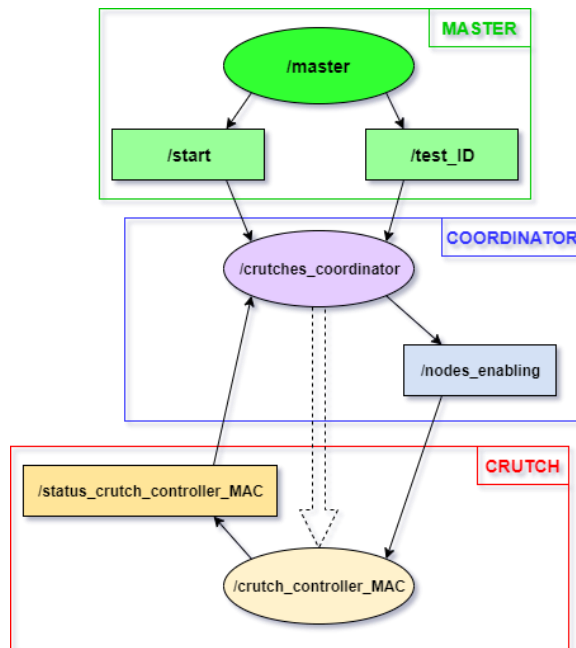 MASTER
/master
/start
/test_ID
COORDINATOR
/crutches_coordinator
/nodes_enabling
CRUTCH
/status_crutch_controller_MAC
/crutch_controller_MAC